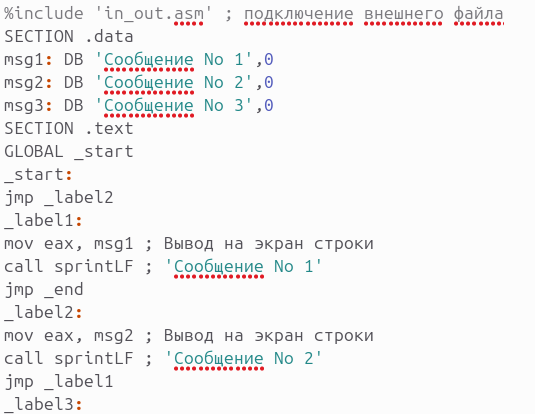 %include 'in_out.asm' ; подключение внешнего файла
SECTION .data
msg1: DB 'Сообщение No 1',0
msg2: DB 'Сообщение No 2',0
msg3: DB 'Сообщение No 3',0
SECTION .text
GLOBAL _start
_start:
jmp _label2
_label1:
mov eax, msg1 ; Вывод на экран строки
call sprintLF ; 'Сообщение No 1'
jmp _end
_label2:
mov eax, msg2 ; Вывод на экран строки
call sprintLF ; 'Сообщение No 2'
jmp _label1
_label3: